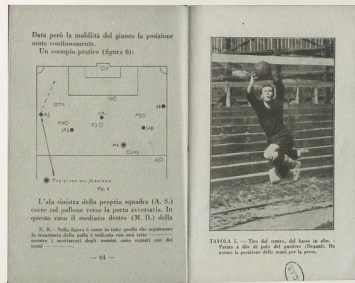 Data però la mobilità del giuoco la posizione
muta continuamente.
Un esempio pratico (figura 6):
POSIZIONE DEL MEDIANO
Fig. 6
L'ala sinistra della propria squadra (A. S.)
corre col pallone verso la porta avversaria. In
questo caso il mediano destro (M. D.) della
N. B. - Nella figura 6 come in tutte quelle che seguiranno
la traiettoria della palla è indicata con una retta
mentre i movimenti degli uomini sono segnati con dei
— 64 —
TAVOLA 5. — Tiro dal centro, dal basso in alto. -
Parata a filo di palo del portiere (Degani). Da
notare la posizione delle mani per la presa.